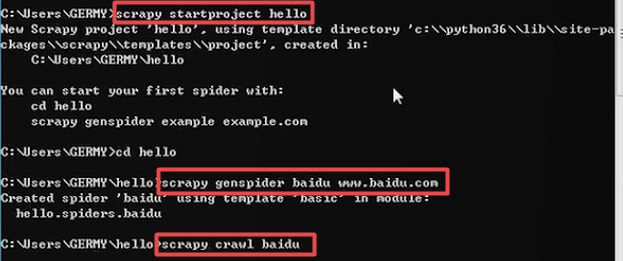 C:\Users\GERMY>scrapy startproject hello
New Scrapy project 'hello', using template directory 'c:\\python36\\lib\\site-pa
ckages\\scrapy\\templates\\project', created in:
    C:\Users\GERMY\hello
You can start your first spider with:
    cd hello
    scrapy genspider example example.com
C:\Users\GERMY>cd hello
C:\Users\GERMY\hello>scrapy genspider baidu www.baidu.com
Created spider 'baidu' using template 'basic' in module:
  hello.spiders.baidu
C:\Users\GERMY\hello>scrapy crawl baidu